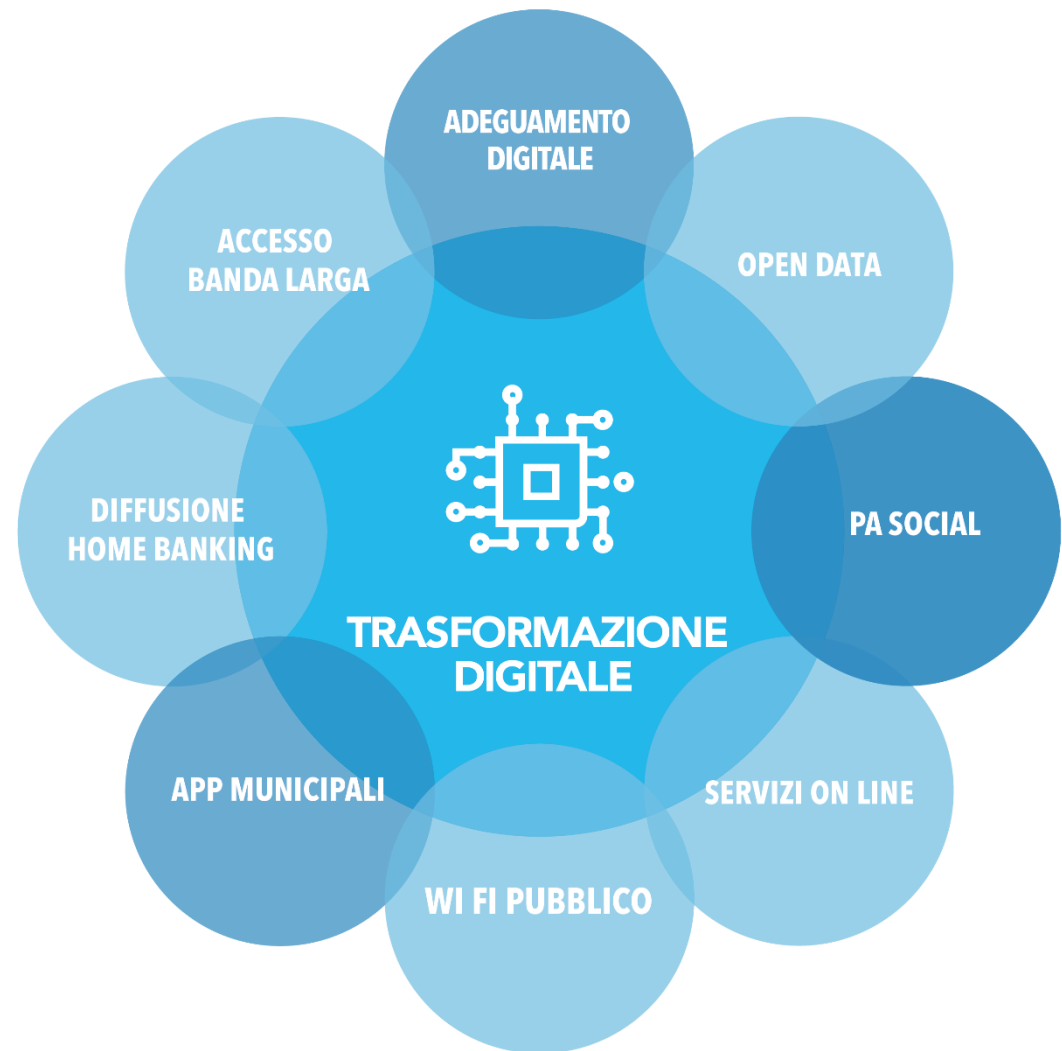 ADEGUAMENTO
DIGITALE
OPEN DATA
PA SOCIAL
SERVIZI ON LINE
WI FI PUBBLICO
APP MUNICIPALI
DIFFUSIONE
HOME BANKING
ACCESSO
BANDA LARGA
TRASFORMAZIONE
DIGITALE